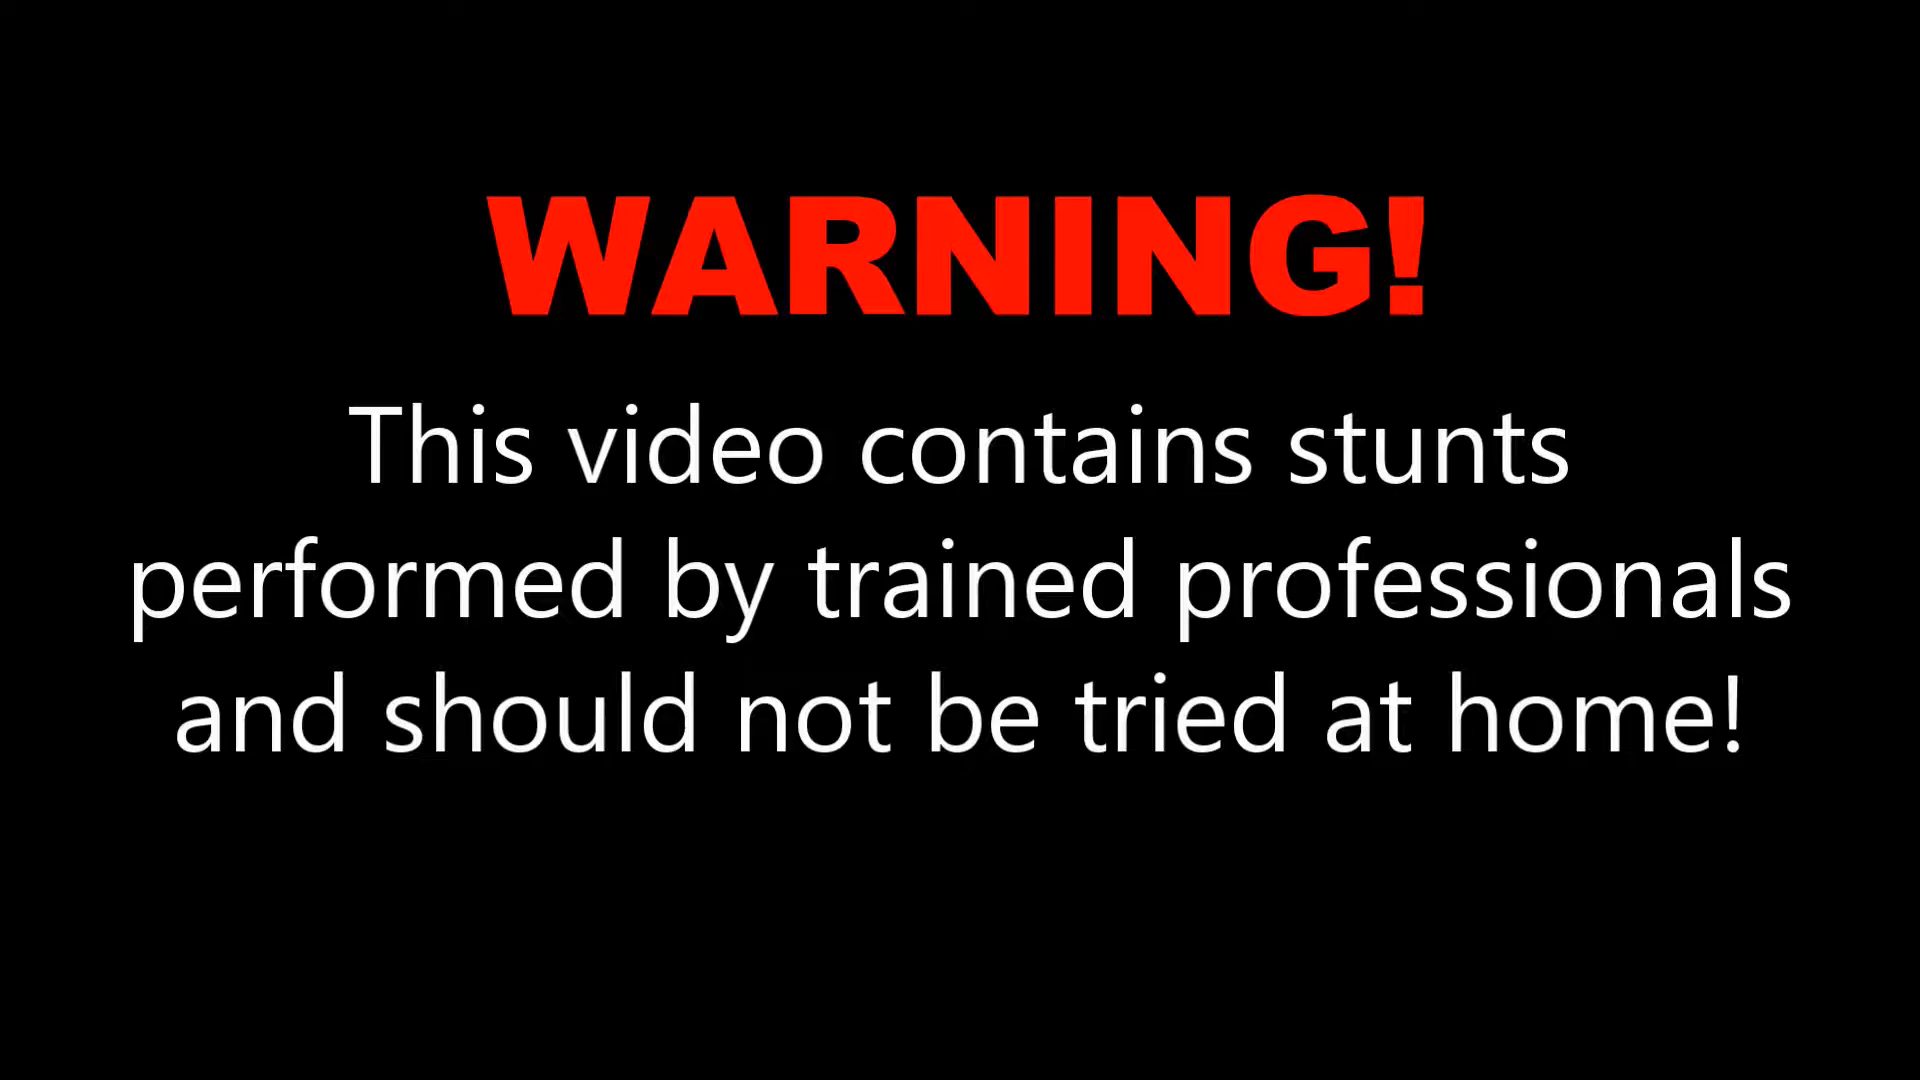 WARNING!
This video contains stunts
performed by trained professionals
and should not be tried at home!